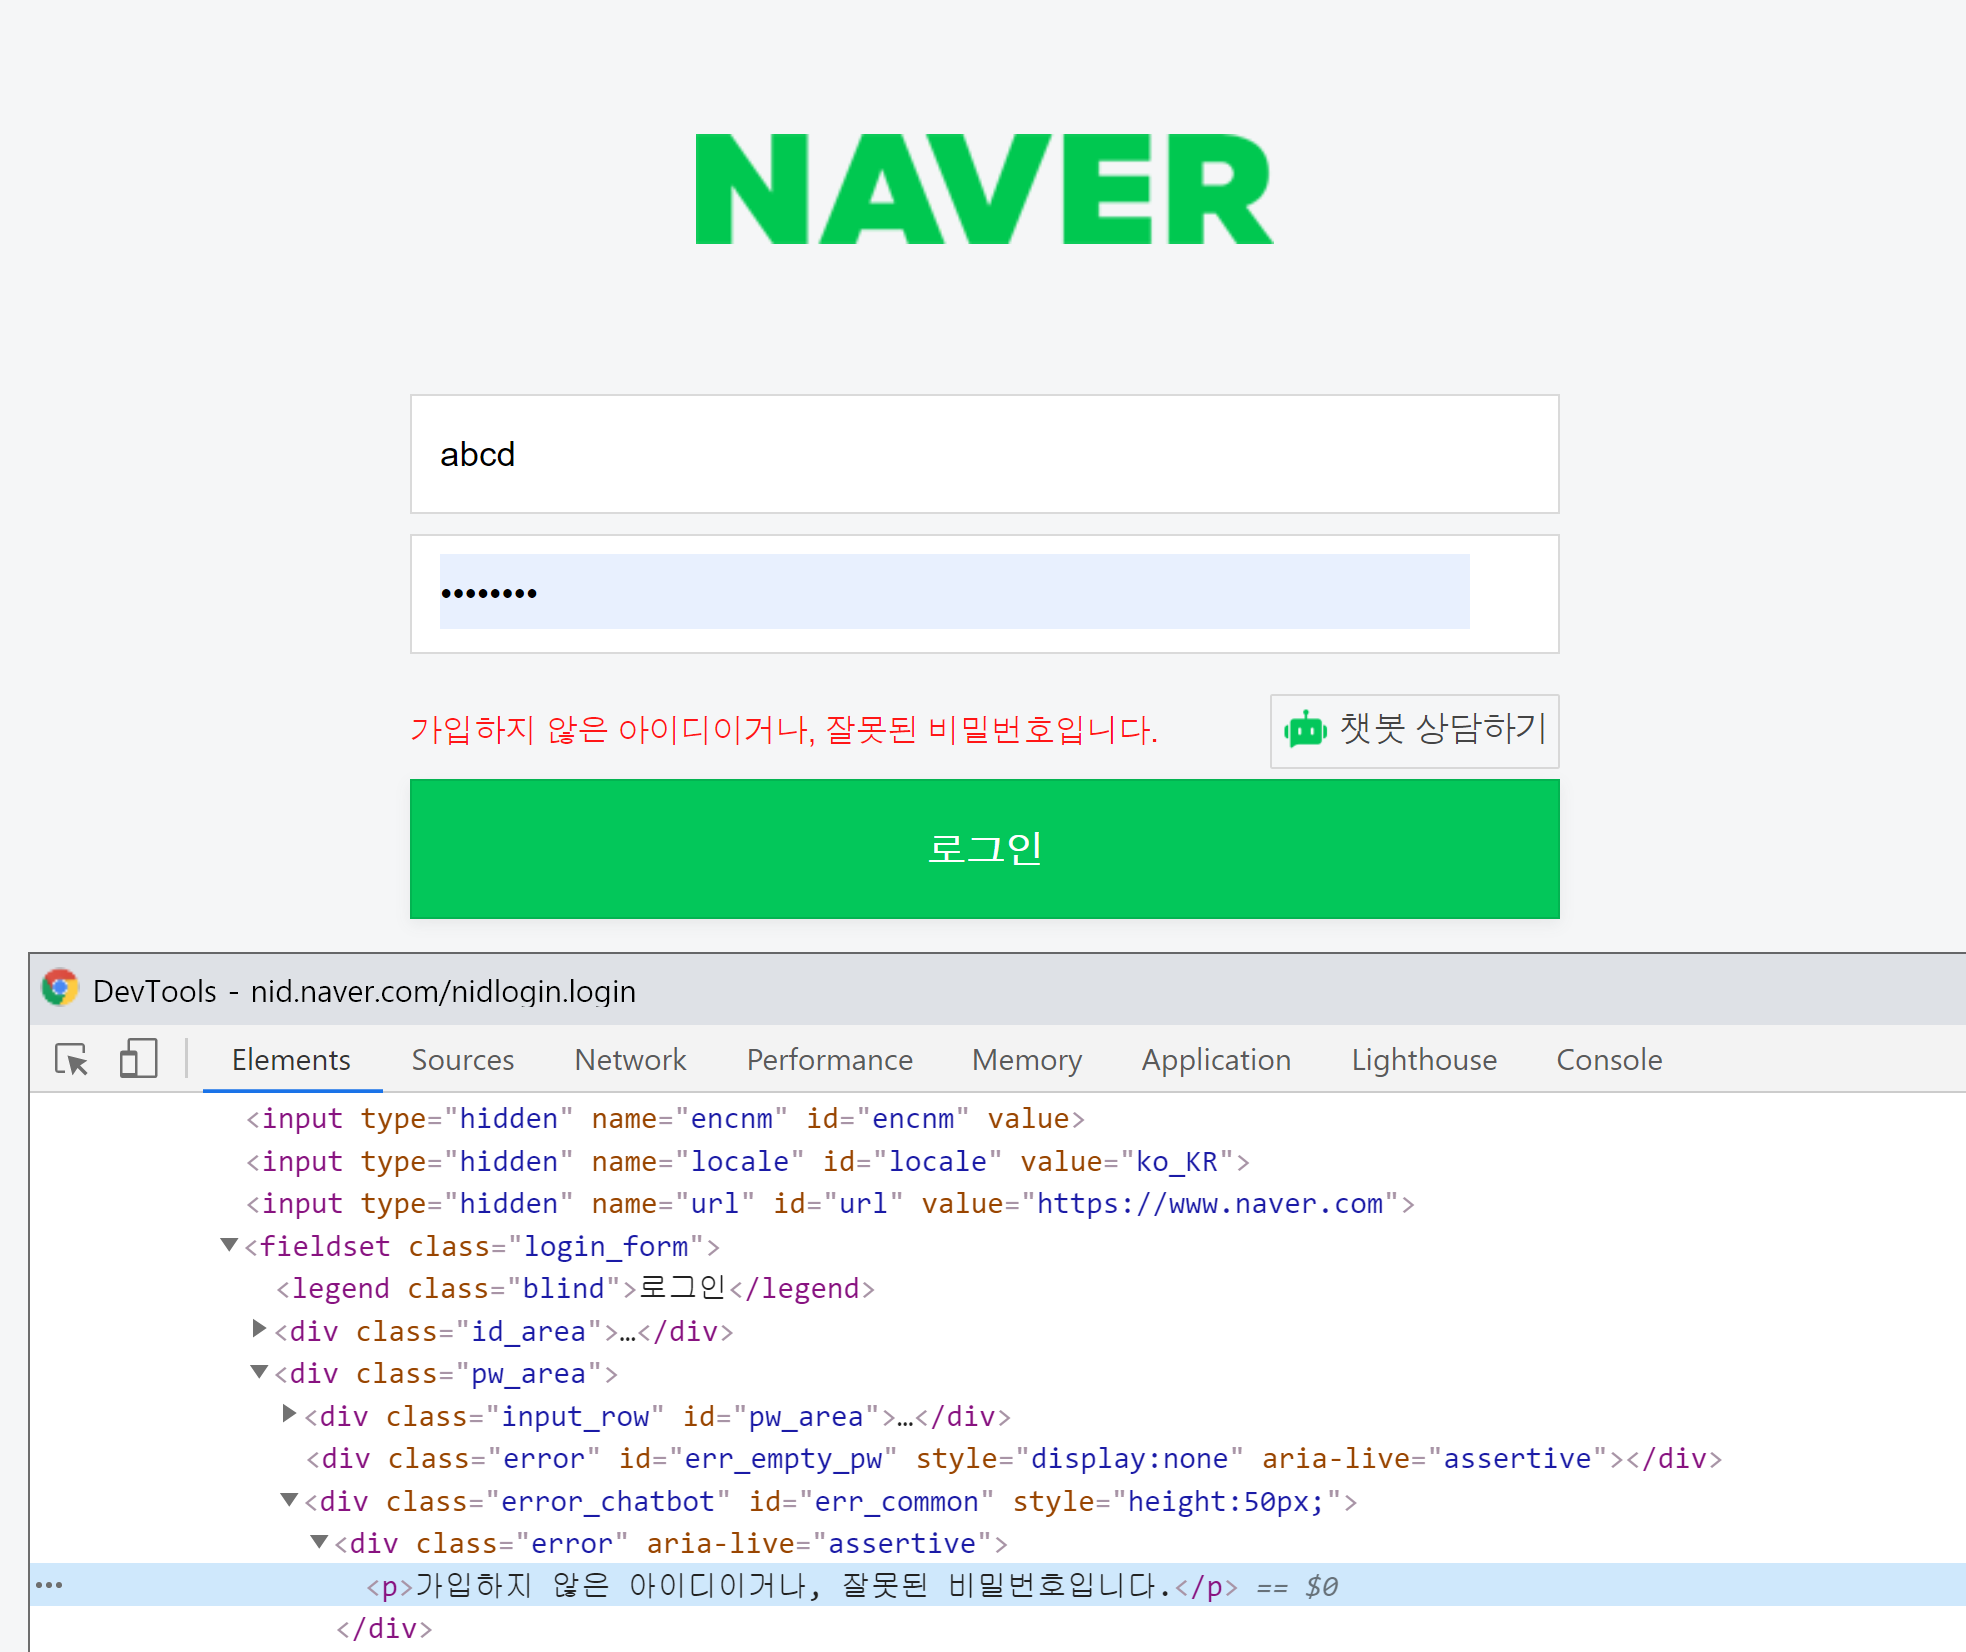 NAVER
abcd
••••••••
가입하지 않은 아이디이거나, 잘못된 비밀번호입니다.
챗봇 상담하기
로그인
DevTools - nid.naver.com/nidlogin.login
Elements Sources Network Performance Memory Application Lighthouse Console
<input type="hidden" name="encnm" id="encnm" value>
<input type="hidden" name="locale" id="locale" value="ko_KR">
<input type="hidden" name="url" id="url" value="https://www.naver.com">
▼<fieldset class="login_form">
<legend class="blind">로그인</legend>
▶<div class="id_area">…</div>
▼<div class="pw_area">
▶<div class="input_row" id="pw_area">…</div>
<div class="error" id="err_empty_pw" style="display:none" aria-live="assertive"></div>
▼<div class="error_chatbot" id="err_common" style="height:50px;">
▼<div class="error" aria-live="assertive">
••• <p>가입하지 않은 아이디이거나, 잘못된 비밀번호입니다.</p> == $0
</div>